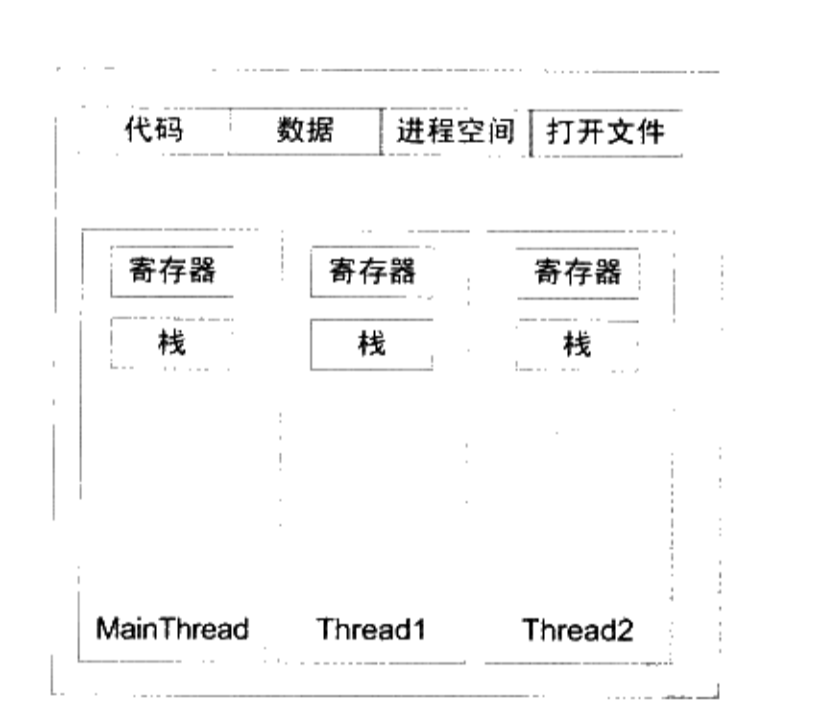 代码 数据 进程空间 打开文件
寄存器 寄存器 寄存器
栈 栈 栈
MainThread Thread1 Thread2